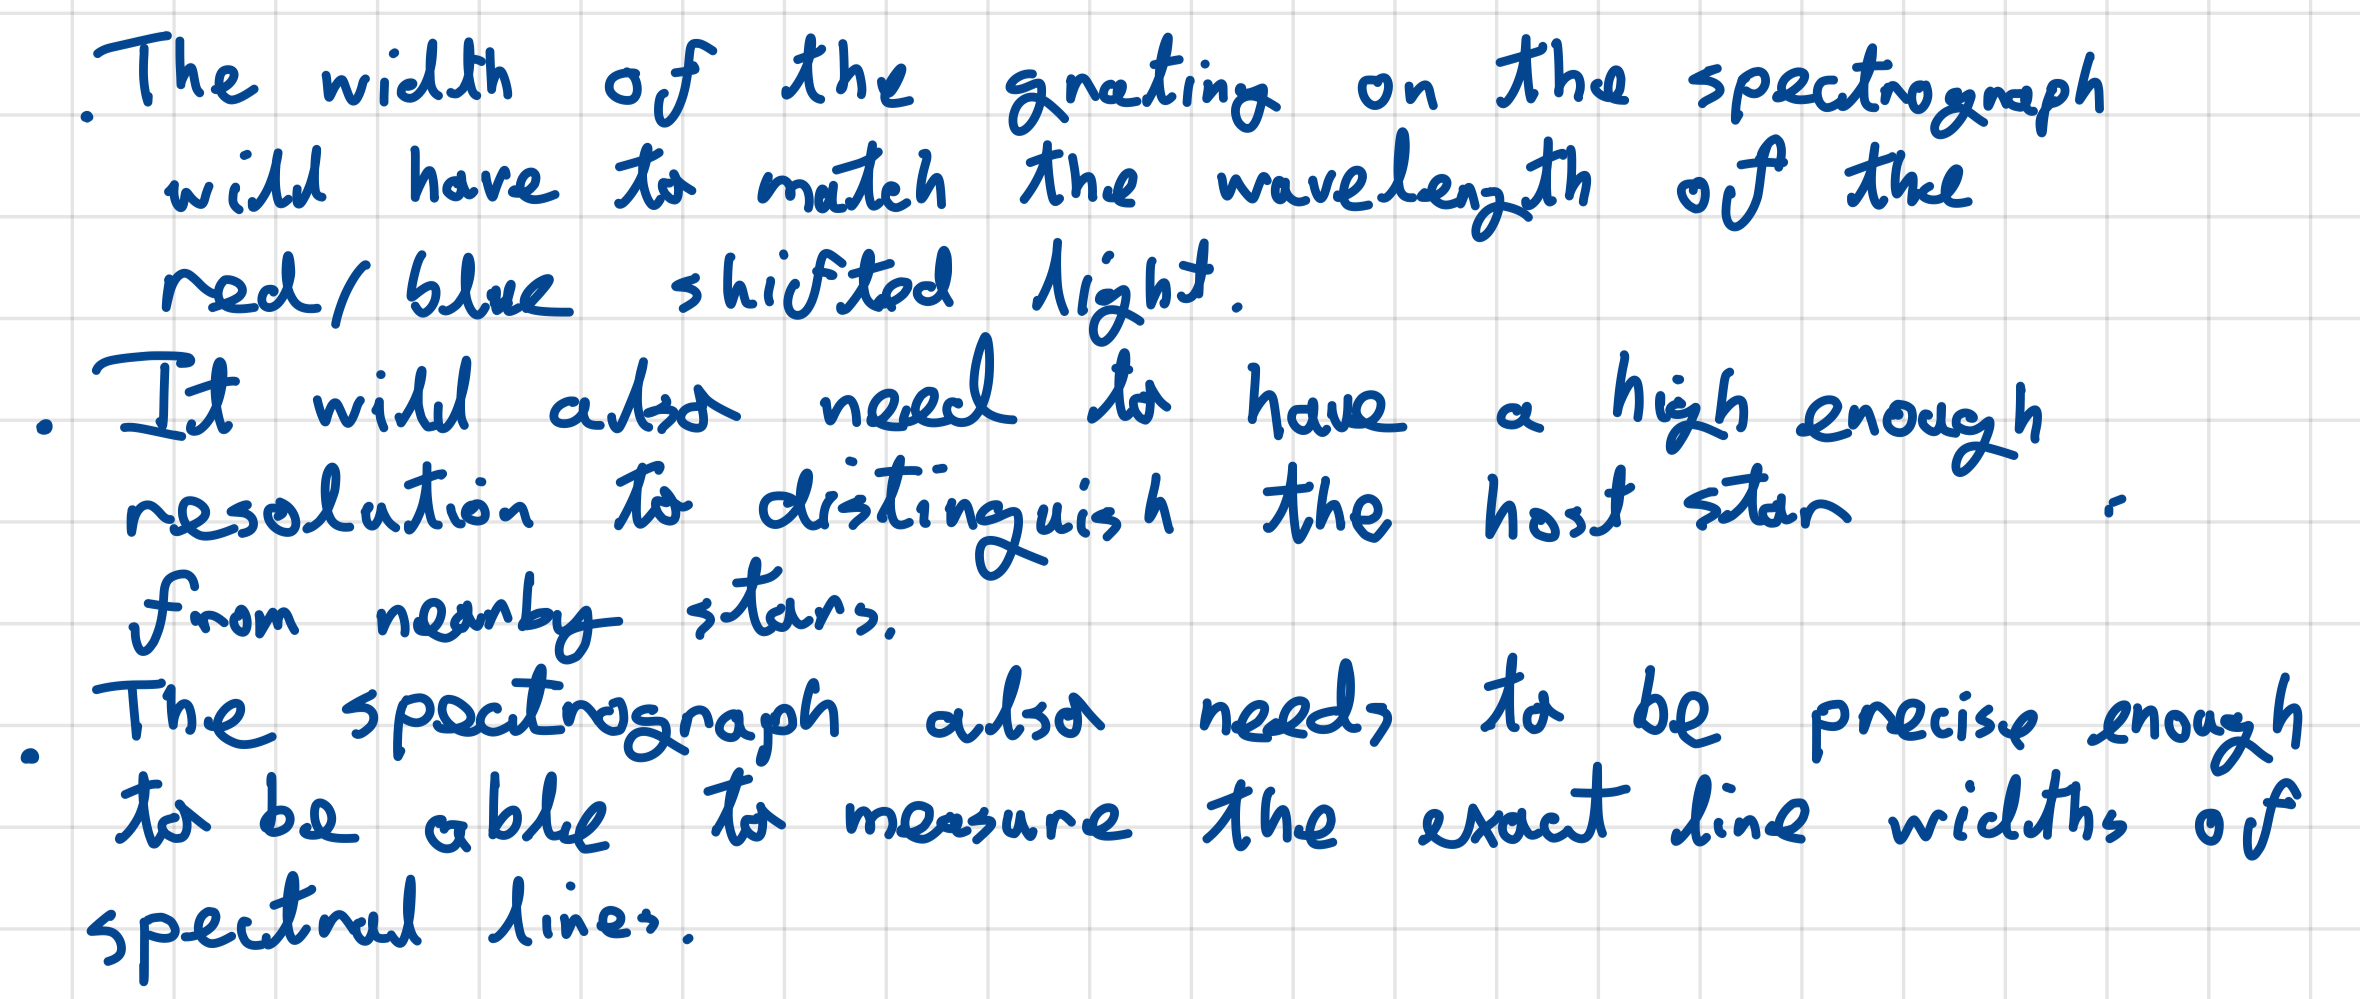 . The width of the grating on the spectrograph
will have to match the wavelength of the
red/blue shifted light.
. It will also need to have a high enough
resolution to distinguish the host star
from nearby stars.
. The spectrograph also needs to be precise enough
to be able to measure the exact line widths of
spectral lines.